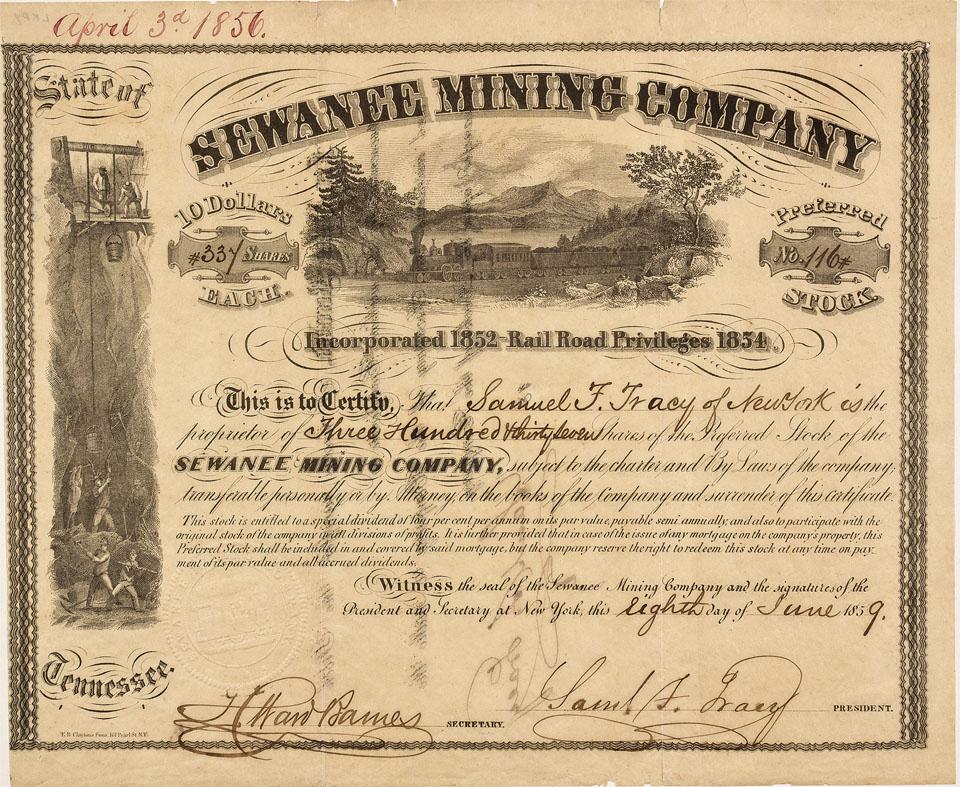 April 3d 1856.
State of
SEWANEE MINING COMPANY
10 Dollars
#337 SHARES
EACH.
Preferred
No. 116#
STOCK.
Incorporated 1852-Rail Road Privileges 1854.
This is to Certify, That Samuel F. Tracy of New York is the
proprietor of Three Hundred & thirty seven Shares of the Preferred Stock of the
SEWANEE MINING COMPANY, subject to the charter and By Laws of the company;
transferable personally or by Attorney, on the books of the Company and surrender of this certificate.
This stock is entitled to a special dividend of four per cent per annum on its par value, payable semi annually, and also to participate with the
original stock of the company in all divisions of profits. It is further provided that in case of the issue of any mortgage on the company's property, this
Preferred Stock shall be included in and covered by said mortgage, but the company reserve the right to redeem this stock at any time on pay
ment of its par value and all accrued dividends.
Witness the seal of the Sewanee Mining Company and the signatures of the
President and Secretary at New York, this Eighth day of June 1859.
Tennessee.
H Ward Barnes SECRETARY.
Saml F. Tracy PRESIDENT.